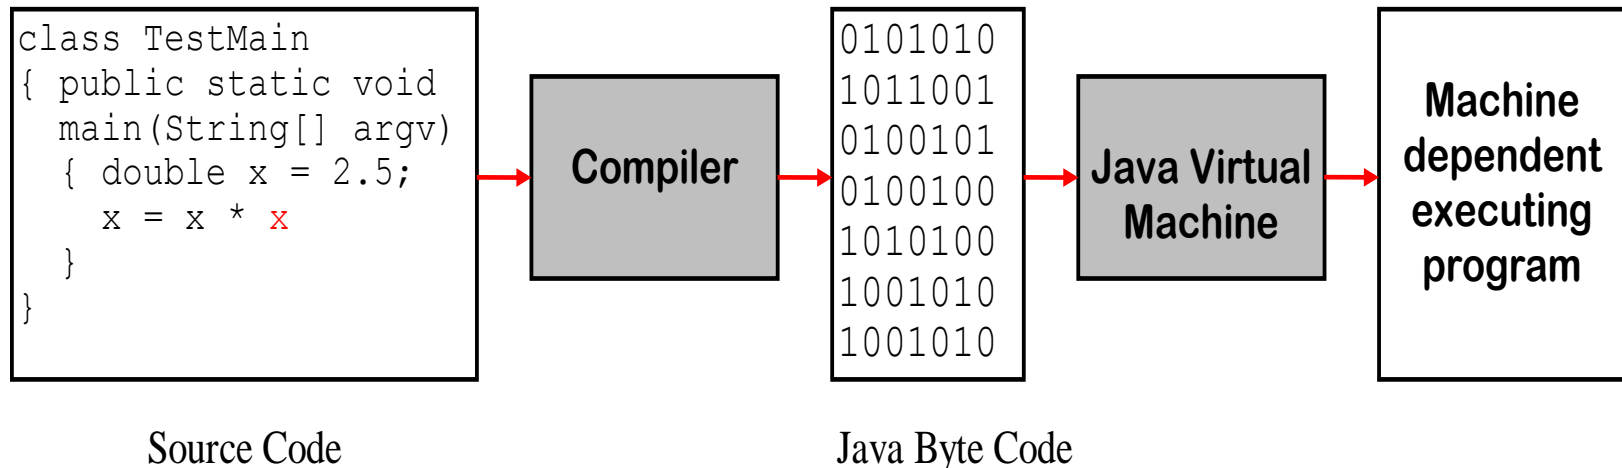 class TestMain
{ public static void
main(String[] argv)
{ double x = 2.5;
x = x * x
}
}
Compiler
0101010
1011001
0100101
0100100
1010100
1001010
1001010
Java Virtual
Machine
Machine
dependent
executing
program
Source Code
Java Byte Code